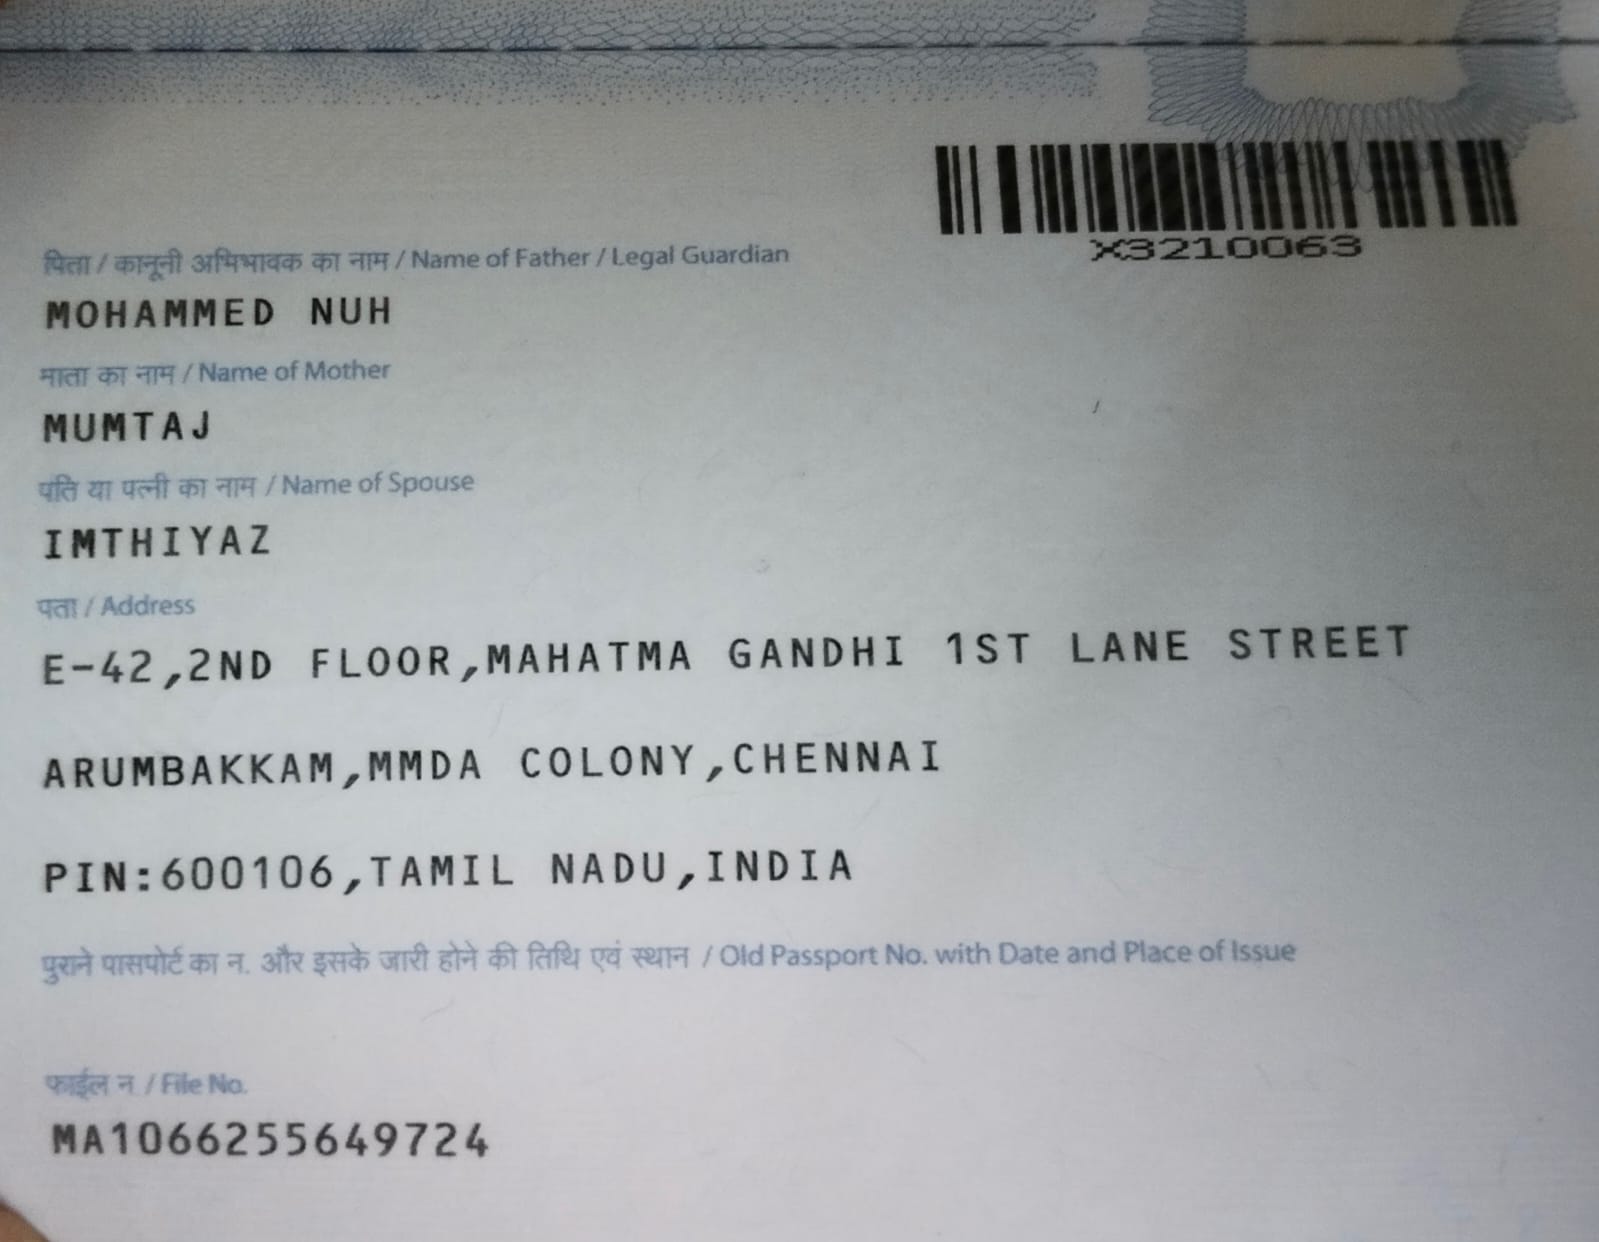 X3210063
पिता / कानूनी अभिभावक का नाम / Name of Father / Legal Guardian
MOHAMMED NUH
माता का नाम / Name of Mother
MUMTAJ
पति या पत्नी का नाम / Name of Spouse
IMTHIYAZ
पता / Address
E-42,2ND FLOOR,MAHATMA GANDHI 1ST LANE STREET
ARUMBAKKAM,MMDA COLONY,CHENNAI
PIN:600106,TAMIL NADU,INDIA
पुराने पासपोर्ट का न. और इसके जारी होने की तिथि एवं स्थान / Old Passport No. with Date and Place of Issue
फाईल न / File No.
MA1066255649724